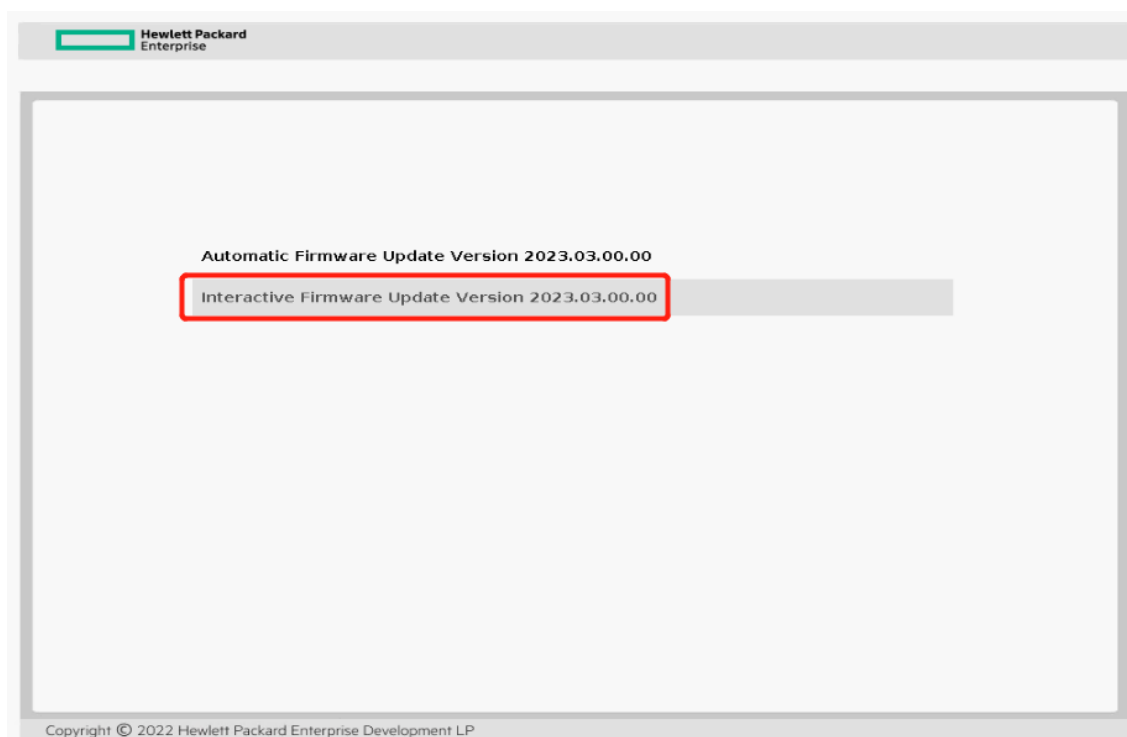 Hewlett Packard
Enterprise
Automatic Firmware Update Version 2023.03.00.00
Interactive Firmware Update Version 2023.03.00.00
Copyright © 2022 Hewlett Packard Enterprise Development LP